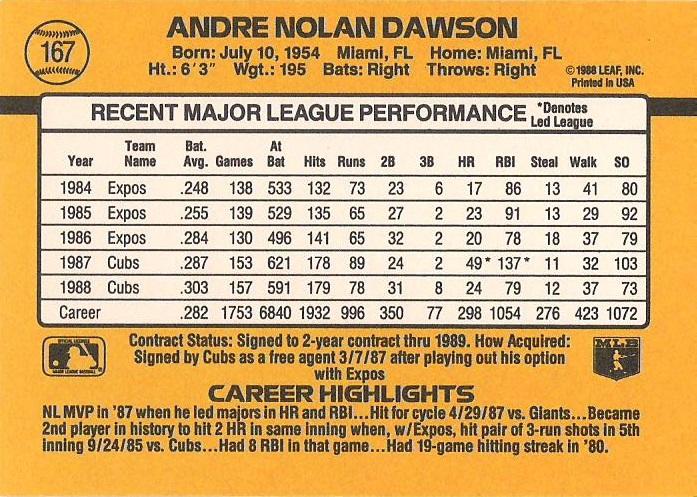 167
ANDRE NOLAN DAWSON
Born: July 10, 1954 Miami, FL Home: Miami, FL
Ht.: 6'3" Wgt.: 195 Bats: Right Throws: Right
©1988 LEAF, INC.
Printed in USA
RECENT MAJOR LEAGUE PERFORMANCE *Denotes
Led League
Year Team Name Bat. Avg. Games At Bat Hits Runs 2B 3B HR RBI Steal Walk SO
1984 Expos .248 138 533 132 73 23 6 17 86 13 41 80
1985 Expos .255 139 529 135 65 27 2 23 91 13 29 92
1986 Expos .284 130 496 141 65 32 2 20 78 18 37 79
1987 Cubs .287 153 621 178 89 24 2 49* 137* 11 32 103
1988 Cubs .303 157 591 179 78 31 8 24 79 12 37 73
Career .282 1753 6840 1932 996 350 77 298 1054 276 423 1072
Contract Status: Signed to 2-year contract thru 1989. How Acquired:
Signed by Cubs as a free agent 3/7/87 after playing out his option
with Expos
OFFICIAL LICENSEE
MAJOR LEAGUE BASEBALL
MLB
CAREER HIGHLIGHTS
NL MVP in '87 when he led majors in HR and RBI...Hit for cycle 4/29/87 vs. Giants...Became
2nd player in history to hit 2 HR in same inning when, w/Expos, hit pair of 3-run shots in 5th
inning 9/24/85 vs. Cubs...Had 8 RBI in that game...Had 19-game hitting streak in '80.